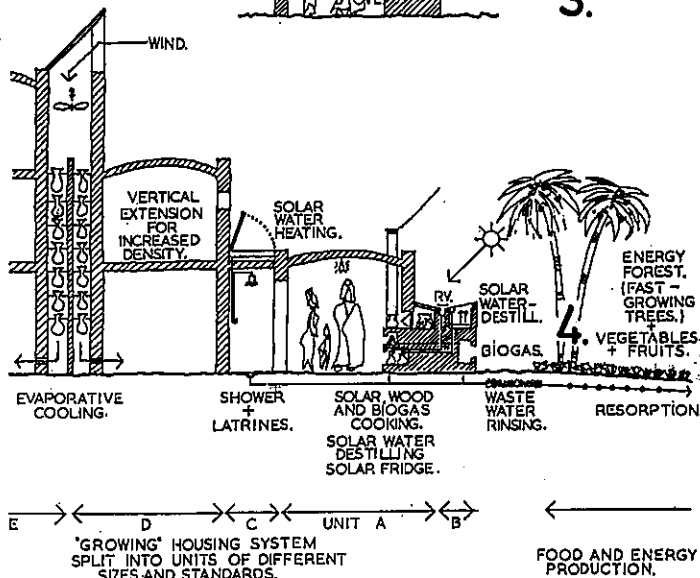 3.
WIND.
VERTICAL
EXTENSION
FOR
INCREASED
DENSITY.
SOLAR
WATER
HEATING.
RV.
SOLAR
WATER-
DESTILL.
BIOGAS.
ENERGY
FOREST.
(FAST-
GROWING
TREES.)
+
4.
VEGETABLES
+ FRUITS.
EVAPORATIVE
COOLING.
SHOWER
+
LATRINES.
SOLAR, WOOD
AND BIOGAS
COOKING.
SOLAR WATER
DESTILLING
SOLAR FRIDGE.
WASTE
WATER
RINSING.
RESORPTION
E
D
C
UNIT A
B
"GROWING" HOUSING SYSTEM
SPLIT INTO UNITS OF DIFFERENT
SIZES AND STANDARDS.
FOOD AND ENERGY
PRODUCTION.